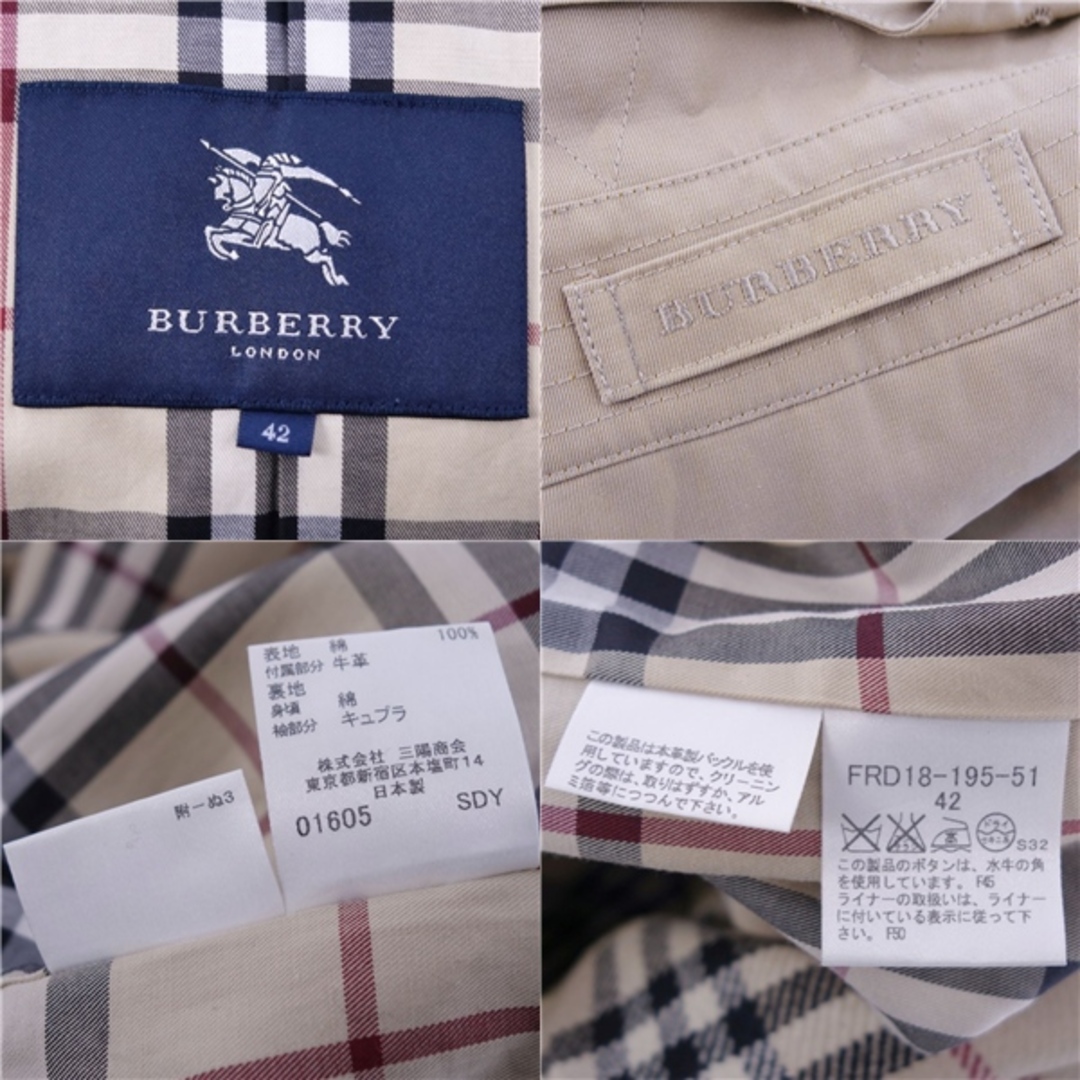 BURBERRY
LONDON
42
BURBERRY
表地 綿 100%
付属部分 牛革
裏地
身頃 綿
袖部分 キュプラ
株式会社 三陽商会
東京都新宿区本塩町14
日本製
01605 SDY
附ーぬ3
この製品は本革製バックルを使
用していますので、クリーニン
グの際は、取りはずすか、アル
ミ箔等につつんで下さい。
FRD18-195-51
42
ドライ
S32
この製品のボタンは、水牛の角
を使用しています。 F45
ライナーの取扱いは、ライナー
に付いている表示に従って下
さい。 F50